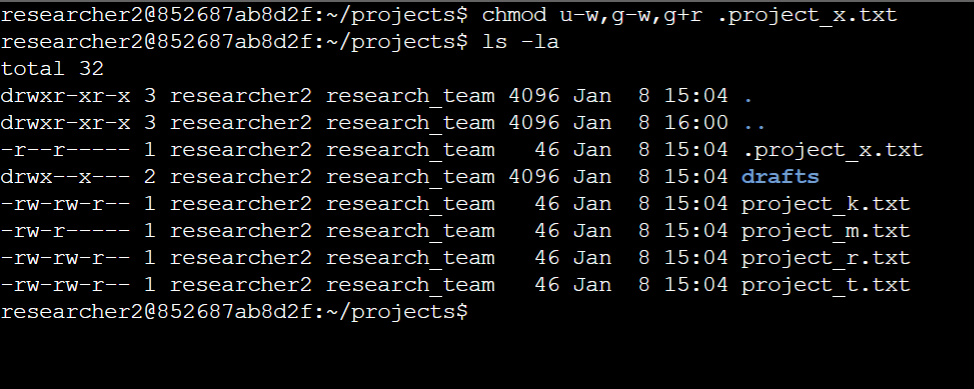 researcher2@852687ab8d2f:~/projects$ chmod u-w,g-w,g+r .project_x.txt
researcher2@852687ab8d2f:~/projects$ ls -la
total 32
drwxr-xr-x 3 researcher2 research_team 4096 Jan  8 15:04 .
drwxr-xr-x 3 researcher2 research_team 4096 Jan  8 16:00 ..
-r--r----- 1 researcher2 research_team   46 Jan  8 15:04 .project_x.txt
drwx--x--- 2 researcher2 research_team 4096 Jan  8 15:04 drafts
-rw-rw-r-- 1 researcher2 research_team   46 Jan  8 15:04 project_k.txt
-rw-r----- 1 researcher2 research_team   46 Jan  8 15:04 project_m.txt
-rw-rw-r-- 1 researcher2 research_team   46 Jan  8 15:04 project_r.txt
-rw-rw-r-- 1 researcher2 research_team   46 Jan  8 15:04 project_t.txt
researcher2@852687ab8d2f:~/projects$